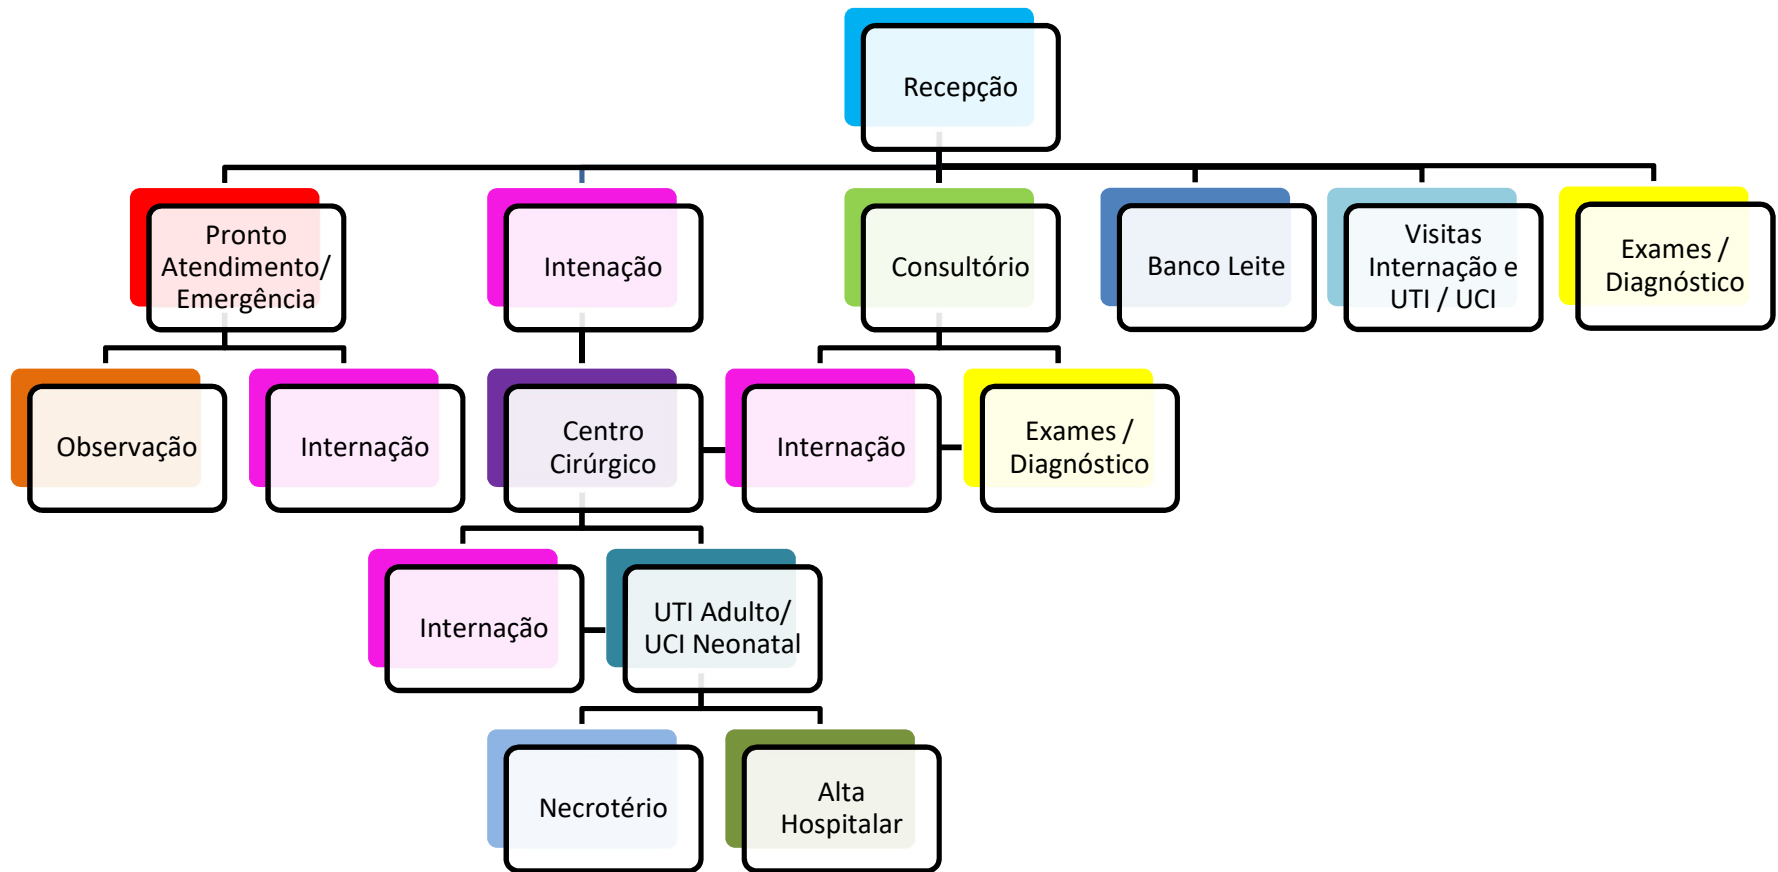 Recepção
Pronto
Atendimento/
Emergência
Intenação
Consultório
Banco Leite
Visitas
Internação e
UTI / UCI
Exames /
Diagnóstico
Observação
Internação
Centro
Cirúrgico
Internação
Exames /
Diagnóstico
Internação
UTI Adulto/
UCI Neonatal
Necrotério
Alta
Hospitalar